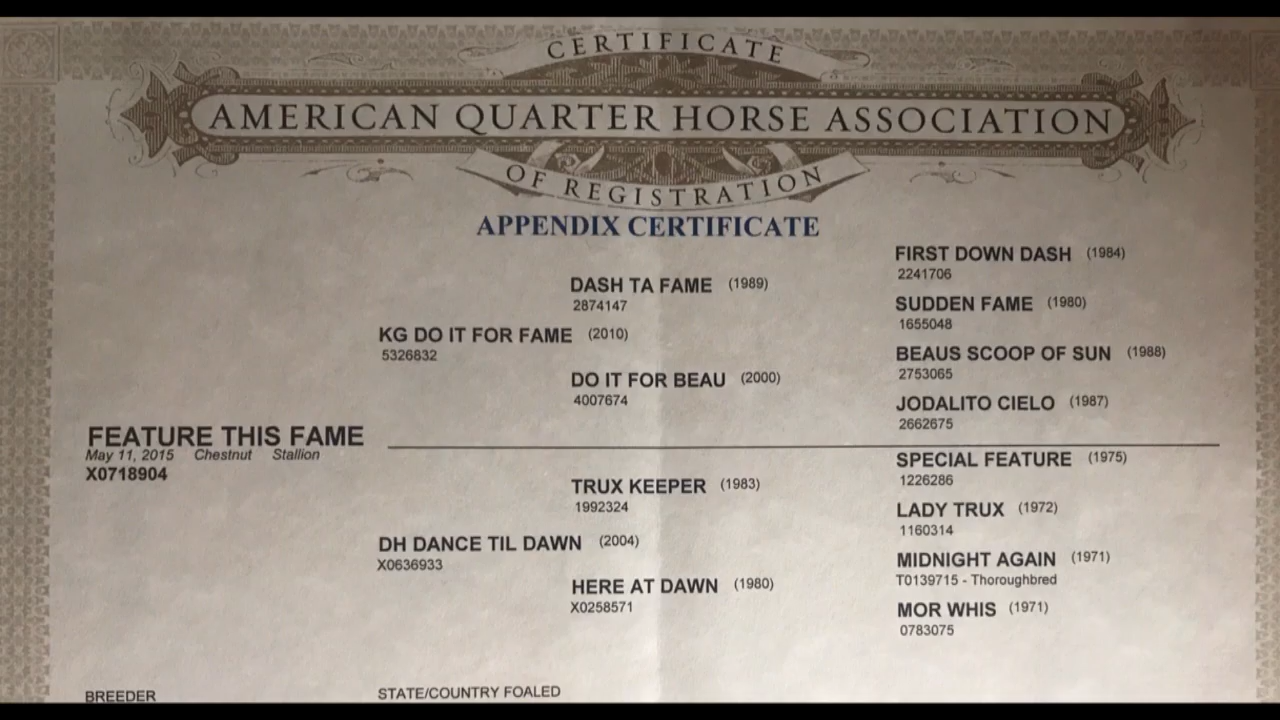 CERTIFICATE
AMERICAN QUARTER HORSE ASSOCIATION
OF REGISTRATION
APPENDIX CERTIFICATE
FIRST DOWN DASH (1984)
2241706
DASH TA FAME (1989)
2874147
SUDDEN FAME (1980)
1655048
KG DO IT FOR FAME (2010)
5326832
BEAUS SCOOP OF SUN (1988)
2753065
DO IT FOR BEAU (2000)
4007674
JODALITO CIELO (1987)
2662675
FEATURE THIS FAME
May 11, 2015 Chestnut Stallion
X0718904
SPECIAL FEATURE (1975)
1226286
TRUX KEEPER (1983)
1992324
LADY TRUX (1972)
1160314
DH DANCE TIL DAWN (2004)
X0636933
MIDNIGHT AGAIN (1971)
T0139715 - Thoroughbred
HERE AT DAWN (1980)
X0258571
MOR WHIS (1971)
0783075
BREEDER
STATE/COUNTRY FOALED